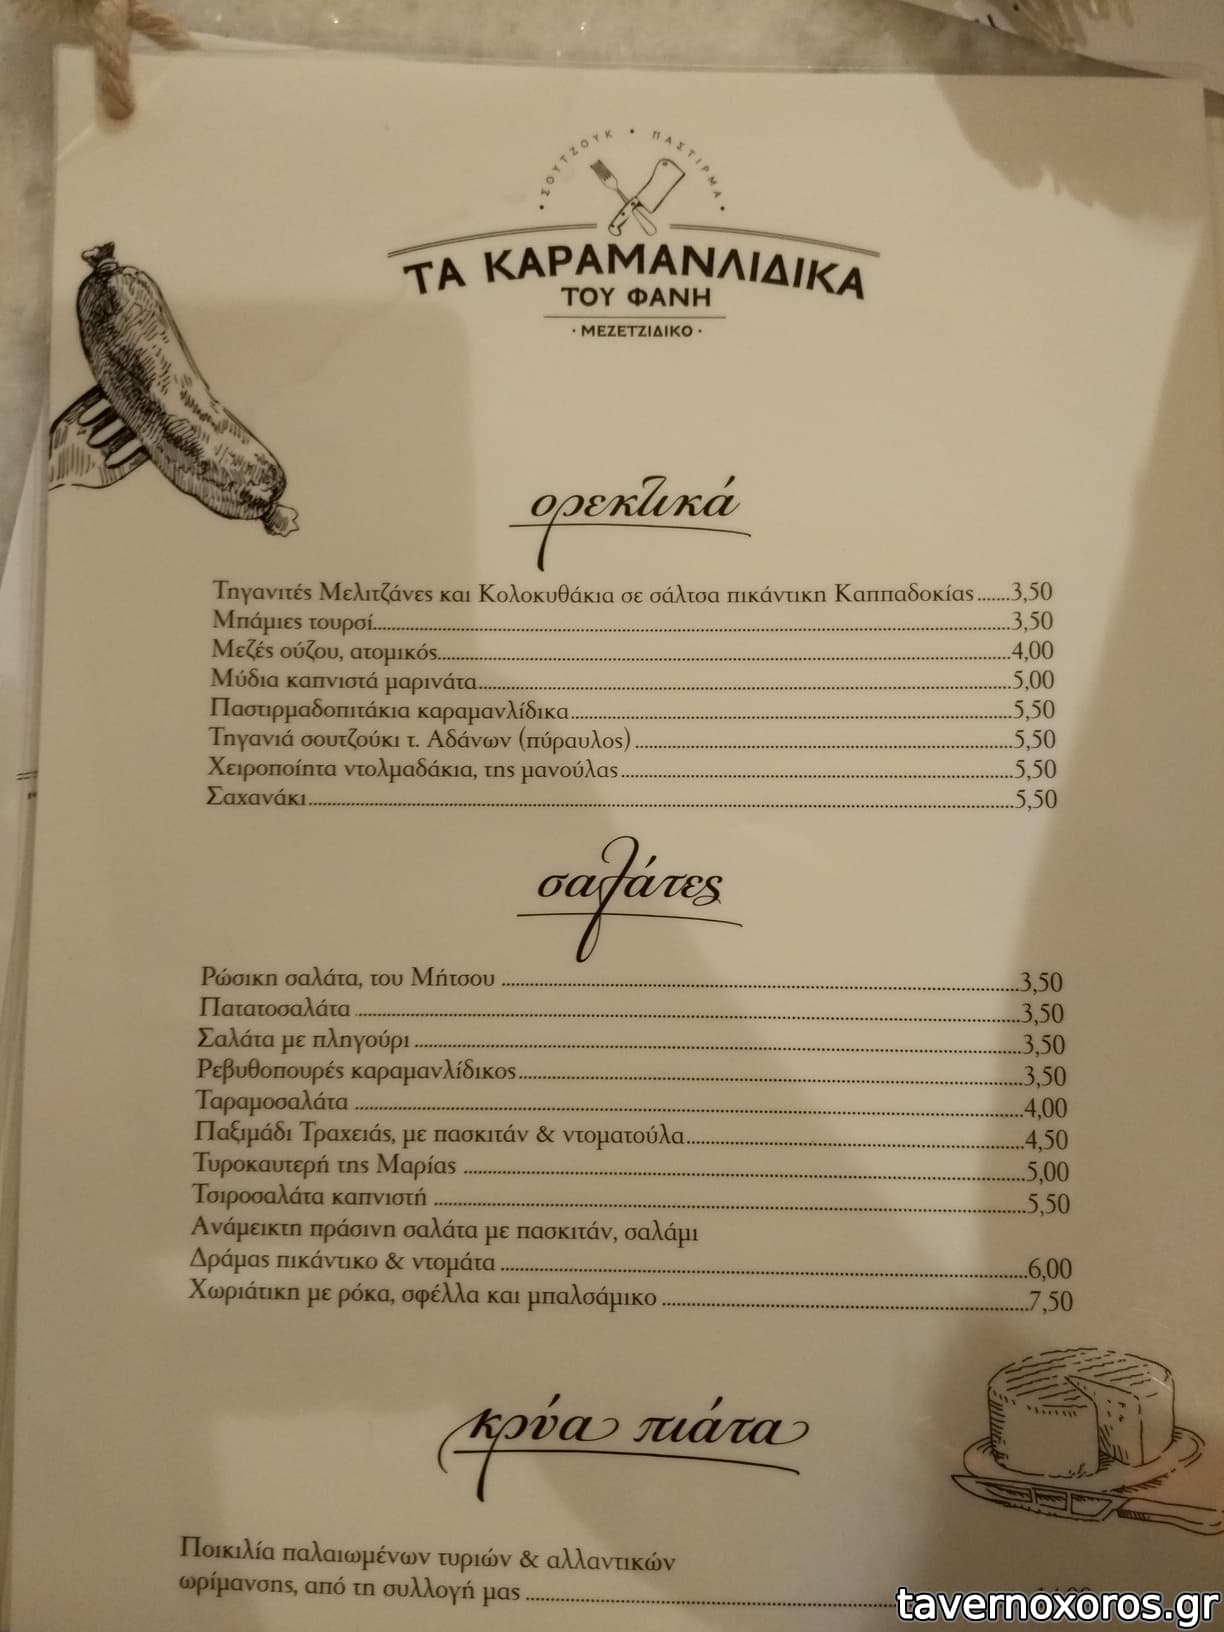 • ΣΟΥΤΖΟΥΚ • ΠΑΣΤΙΡΜΑ •
ΤΑ ΚΑΡΑΜΑΝΛΙΔΙΚΑ
ΤΟΥ ΦΑΝΗ
· ΜΕΖΕΤΖΙΔΙΚΟ ·
ορεκτικά
Τηγανιτές Μελιτζάνες και Κολοκυθάκια σε σάλτσα πικάντικη Καππαδοκίας ......3,50
Μπάμιες τουρσί......3,50
Μεζές ούζου, ατομικός......4,00
Μύδια καπνιστά μαρινάτα......5,00
Παστιρμαδοπιτάκια καραμανλίδικα......5,50
Τηγανιά σουτζούκι τ. Αδάνων (πύραυλος) ......5,50
Χειροποίητα ντολμαδάκια, της μανούλας......5,50
Σαχανάκι......5,50
σαλάτες
Ρώσικη σαλάτα, του Μήτσου ......3,50
Πατατοσαλάτα ......3,50
Σαλάτα με πληγούρι ......3,50
Ρεβυθοπουρές καραμανλίδικος......3,50
Ταραμοσαλάτα ......4,00
Παξιμάδι Τραχειάς, με πασκιτάν & ντοματούλα......4,50
Τυροκαυτερή της Μαρίας ......5,00
Τσιροσαλάτα καπνιστή ......5,50
Ανάμεικτη πράσινη σαλάτα με πασκιτάν, σαλάμι
Δράμας πικάντικο & ντομάτα ......6,00
Χωριάτικη με ρόκα, σφέλλα και μπαλσάμικο ......7,50
κρύα πιάτα
Ποικιλία παλαιωμένων τυριών & αλλαντικών
ωρίμανσης, από τη συλλογή μας ......
tavernoxoros.gr